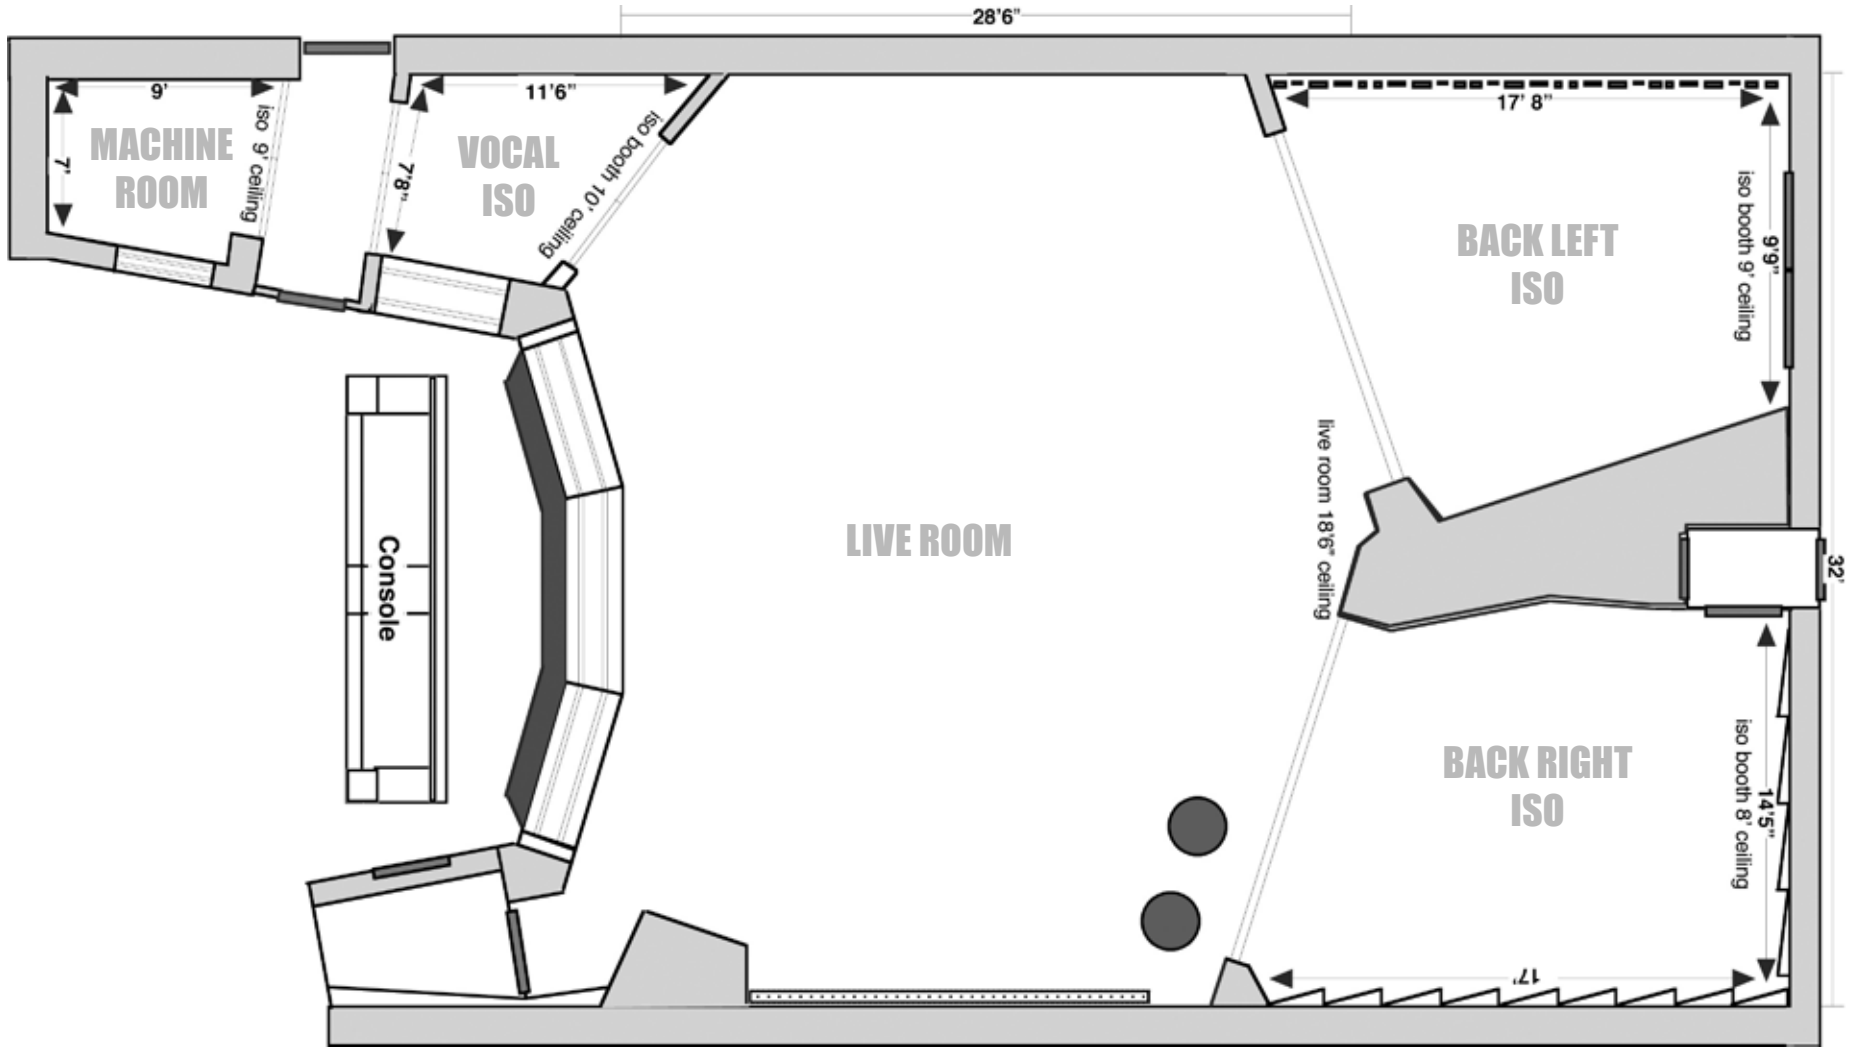 28'6"
9'
7'
MACHINE
ROOM
iso 9' ceiling
11'6"
7'8"
VOCAL
ISO
iso booth 10' ceiling
17' 8"
9'9"
BACK LEFT
ISO
iso booth 9' ceiling
live room 18'6" ceiling
LIVE ROOM
Console
32'
BACK RIGHT
ISO
14'5"
iso booth 8' ceiling
17'